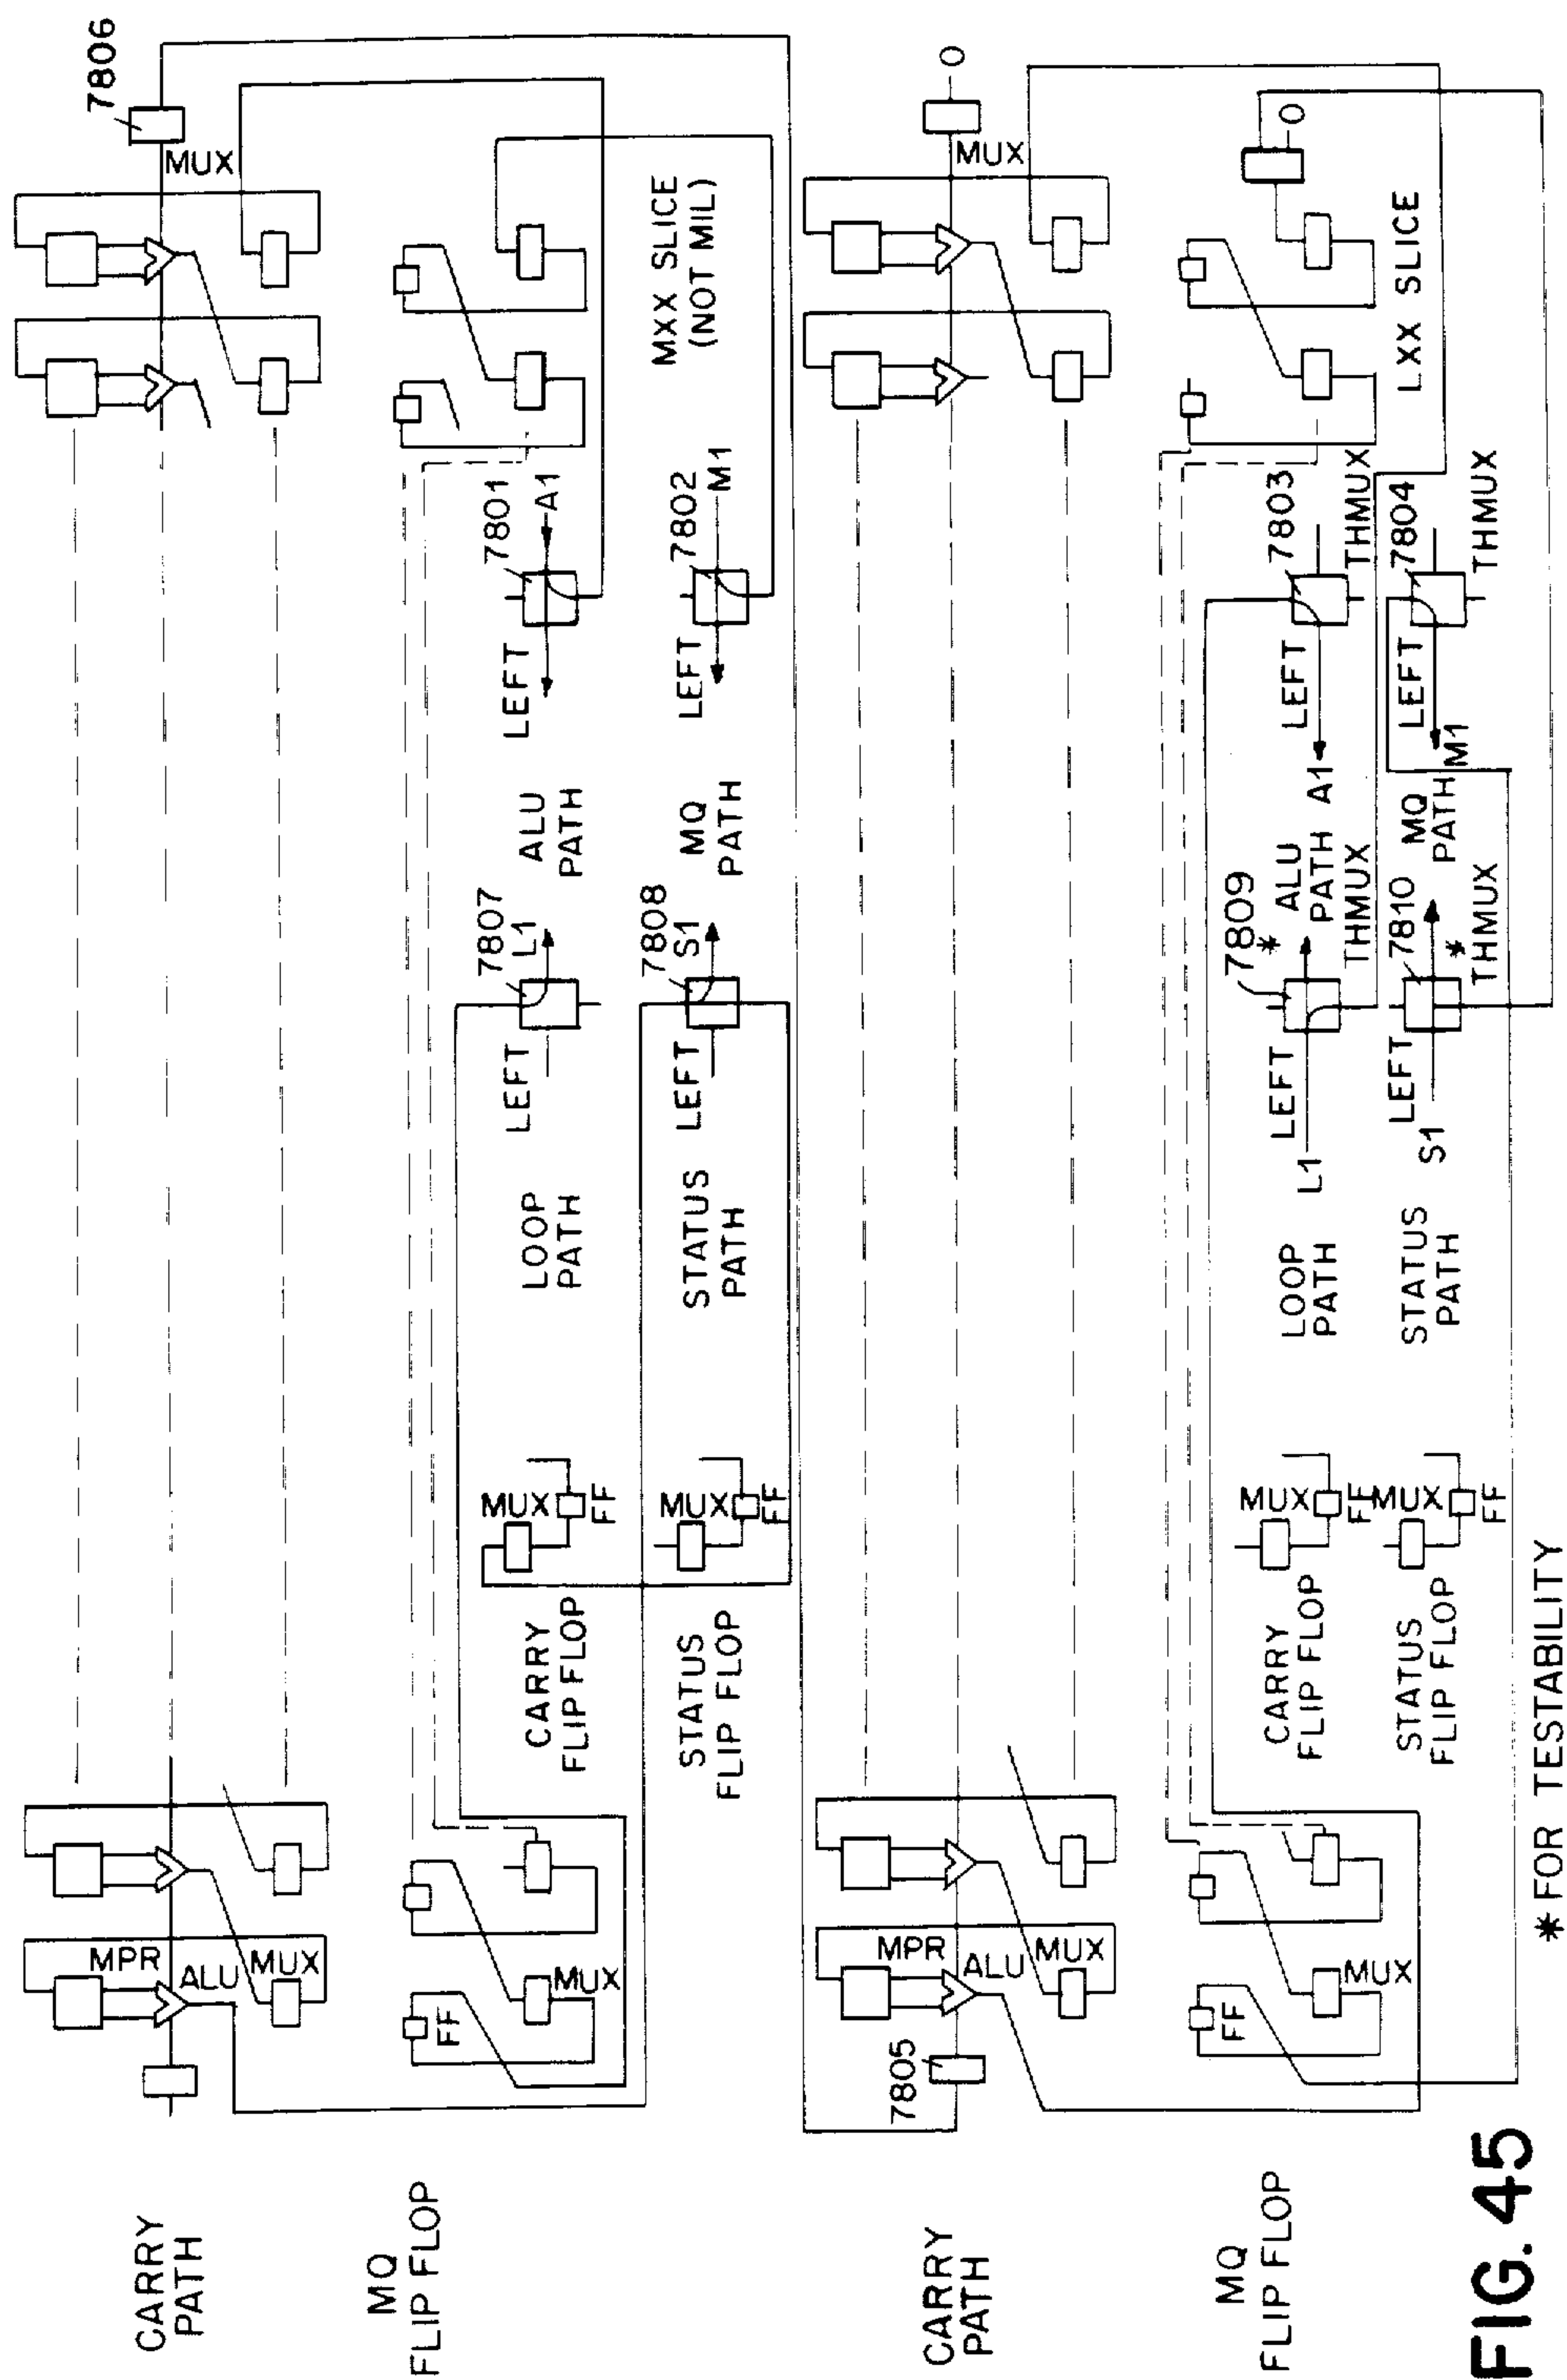 CARRY
PATH
MPR
ALU
MUX
MUX
7806
MQ
FLIP FLOP
FF
MUX
CARRY
FLIP FLOP
MUX
FF
LOOP
PATH
LEFT
7807
L1
ALU
PATH
LEFT
7801
A1
STATUS
FLIP FLOP
MUX
FF
STATUS
PATH
LEFT
7808
S1
MQ
PATH
LEFT
7802
M1
MXX SLICE
(NOT MIL)
CARRY
PATH
7805
MPR
ALU
MUX
MUX
O
MQ
FLIP FLOP
FF
MUX
CARRY
FLIP FLOP
MUX
FF
LOOP
PATH
L1
LEFT
7809
*
THMUX
ALU
PATH
A1
LEFT
7803
THMUX
O
STATUS
FLIP FLOP
MUX
FF
STATUS
PATH
S1
LEFT
7810
*
THMUX
MQ
PATH
M1
LEFT
7804
THMUX
LXX SLICE
* FOR TESTABILITY
FIG. 45